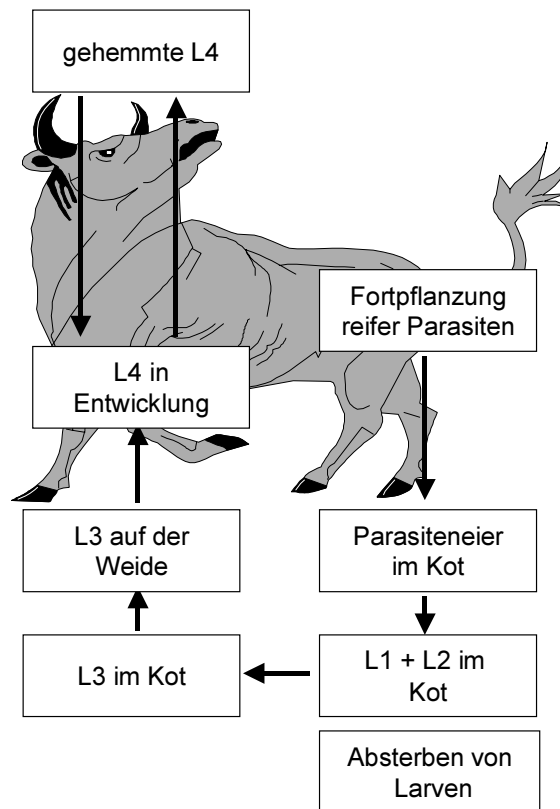 gehemmte L4
Fortpflanzung
reifer Parasiten
L4 in
Entwicklung
L3 auf der
Weide
Parasiteneier
im Kot
L3 im Kot
L1 + L2 im
Kot
Absterben von
Larven